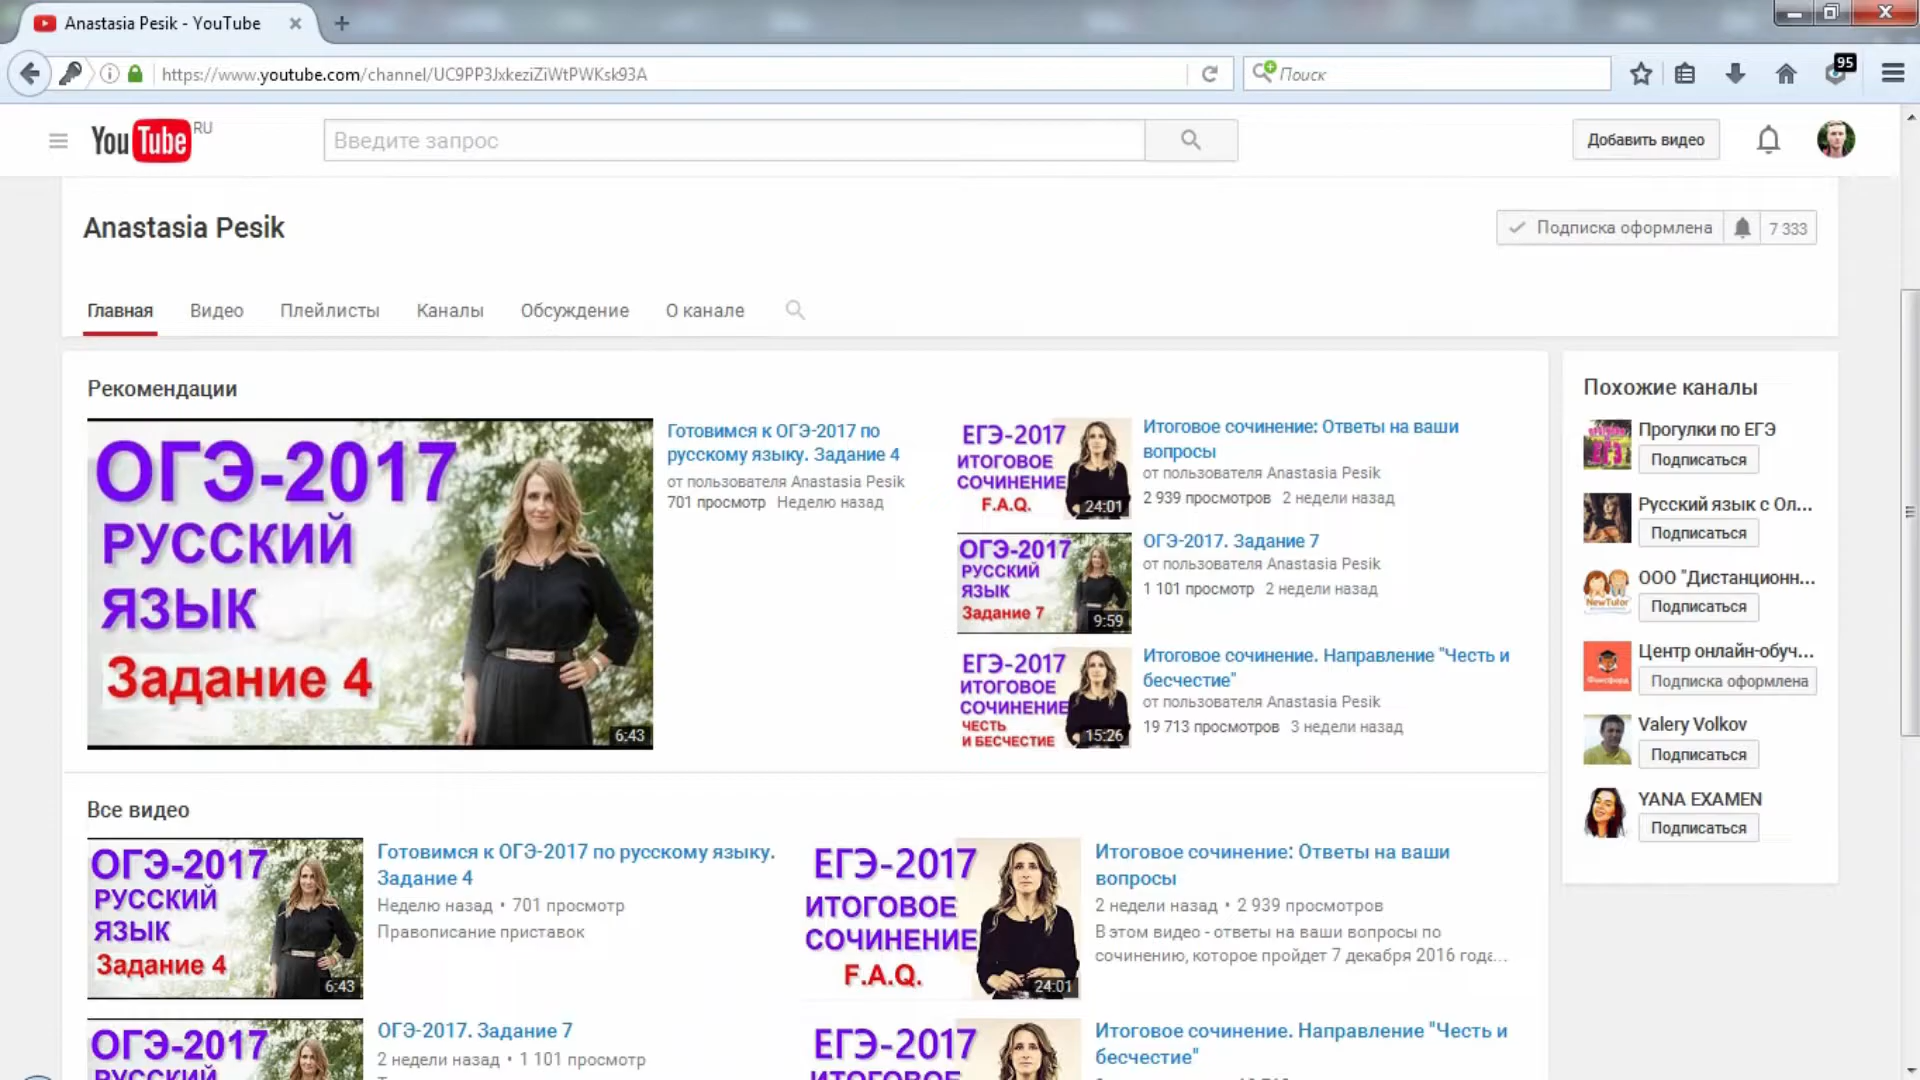 Anastasia Pesik - YouTube
https://www.youtube.com/channel/UC9PP3JxkeziZiWtPWKsk93A
Поиск
95
YouTube RU
Введите запрос
Добавить видео
Anastasia Pesik
Подписка оформлена
7 333
Главная
Видео
Плейлисты
Каналы
Обсуждение
О канале
Рекомендации
ОГЭ-2017
РУССКИЙ
ЯЗЫК
Задание 4
6:43
Готовимся к ОГЭ-2017 по
русскому языку. Задание 4
от пользователя Anastasia Pesik
701 просмотр Неделю назад
ЕГЭ-2017
ИТОГОВОЕ
СОЧИНЕНИЕ
F.A.Q.
24:01
Итоговое сочинение: Ответы на ваши
вопросы
от пользователя Anastasia Pesik
2 939 просмотров 2 недели назад
ОГЭ-2017
РУССКИЙ
ЯЗЫК
Задание 7
9:59
ОГЭ-2017. Задание 7
от пользователя Anastasia Pesik
1 101 просмотр 2 недели назад
ЕГЭ-2017
ИТОГОВОЕ
СОЧИНЕНИЕ
ЧЕСТЬ
И БЕСЧЕСТИЕ
15:26
Итоговое сочинение. Направление "Честь и
бесчестие"
от пользователя Anastasia Pesik
19 713 просмотров 3 недели назад
Похожие каналы
Прогулки по ЕГЭ
Подписаться
Русский язык с Ол...
Подписаться
NewTutor
ООО "Дистанционн...
Подписаться
Фоксфорд
Центр онлайн-обуч...
Подписка оформлена
Valery Volkov
Подписаться
YANA EXAMEN
Подписаться
Все видео
ОГЭ-2017
РУССКИЙ
ЯЗЫК
Задание 4
6:43
Готовимся к ОГЭ-2017 по русскому языку.
Задание 4
Неделю назад • 701 просмотр
Правописание приставок
ЕГЭ-2017
ИТОГОВОЕ
СОЧИНЕНИЕ
F.A.Q.
24:01
Итоговое сочинение: Ответы на ваши
вопросы
2 недели назад • 2 939 просмотров
В этом видео - ответы на ваши вопросы по
сочинению, которое пройдет 7 декабря 2016 года...
ОГЭ-2017
РУССКИЙ
ОГЭ-2017. Задание 7
2 недели назад • 1 101 просмотр
ЕГЭ-2017
ИТОГОВОЕ
Итоговое сочинение. Направление "Честь и
бесчестие"